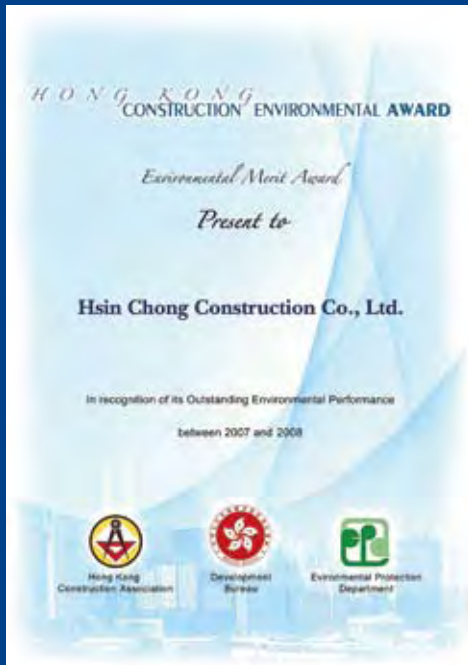 HONG KONG
CONSTRUCTION ENVIRONMENTAL AWARD
Environmental Merit Award
Present to
Hsin Chong Construction Co., Ltd.
In recognition of its Outstanding Environmental Performance
between 2007 and 2008
Hong Kong
Construction Association
Development
Bureau
Evironmental Protection
Department